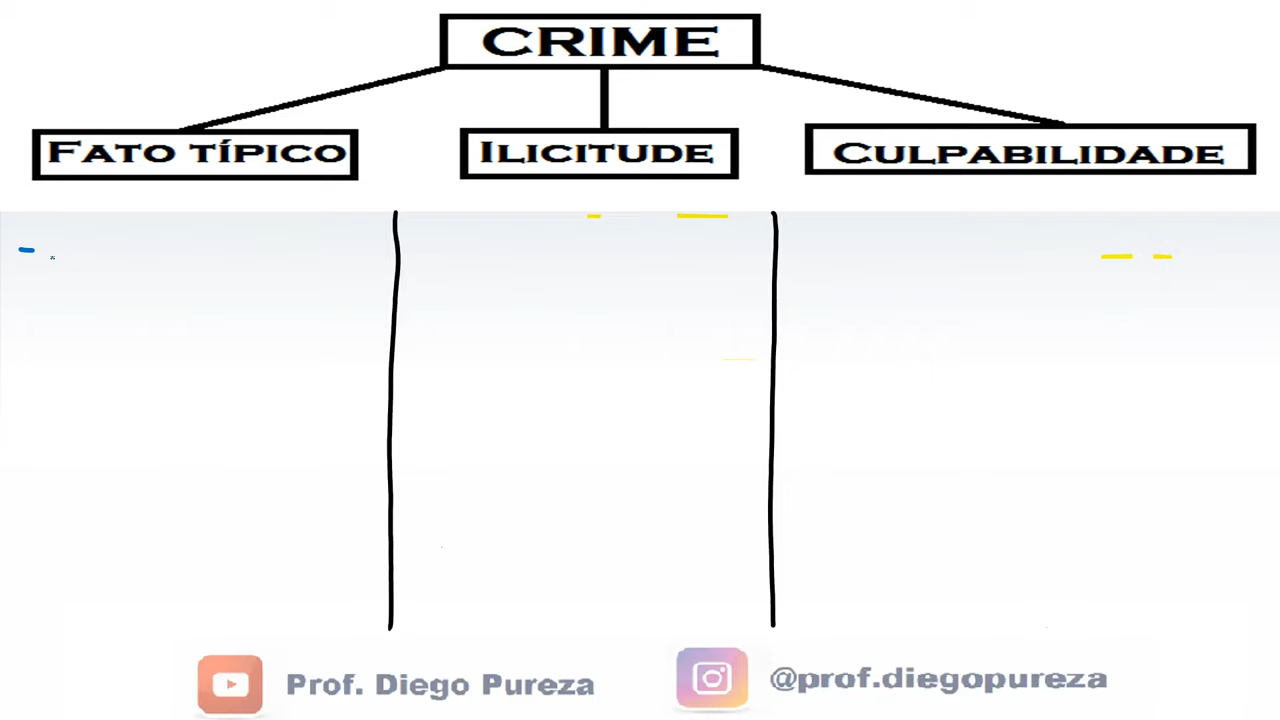 CRIME
FATO TÍPICO
ILICITUDE
CULPABILIDADE
Prof. Diego Pureza
@prof.diegopureza